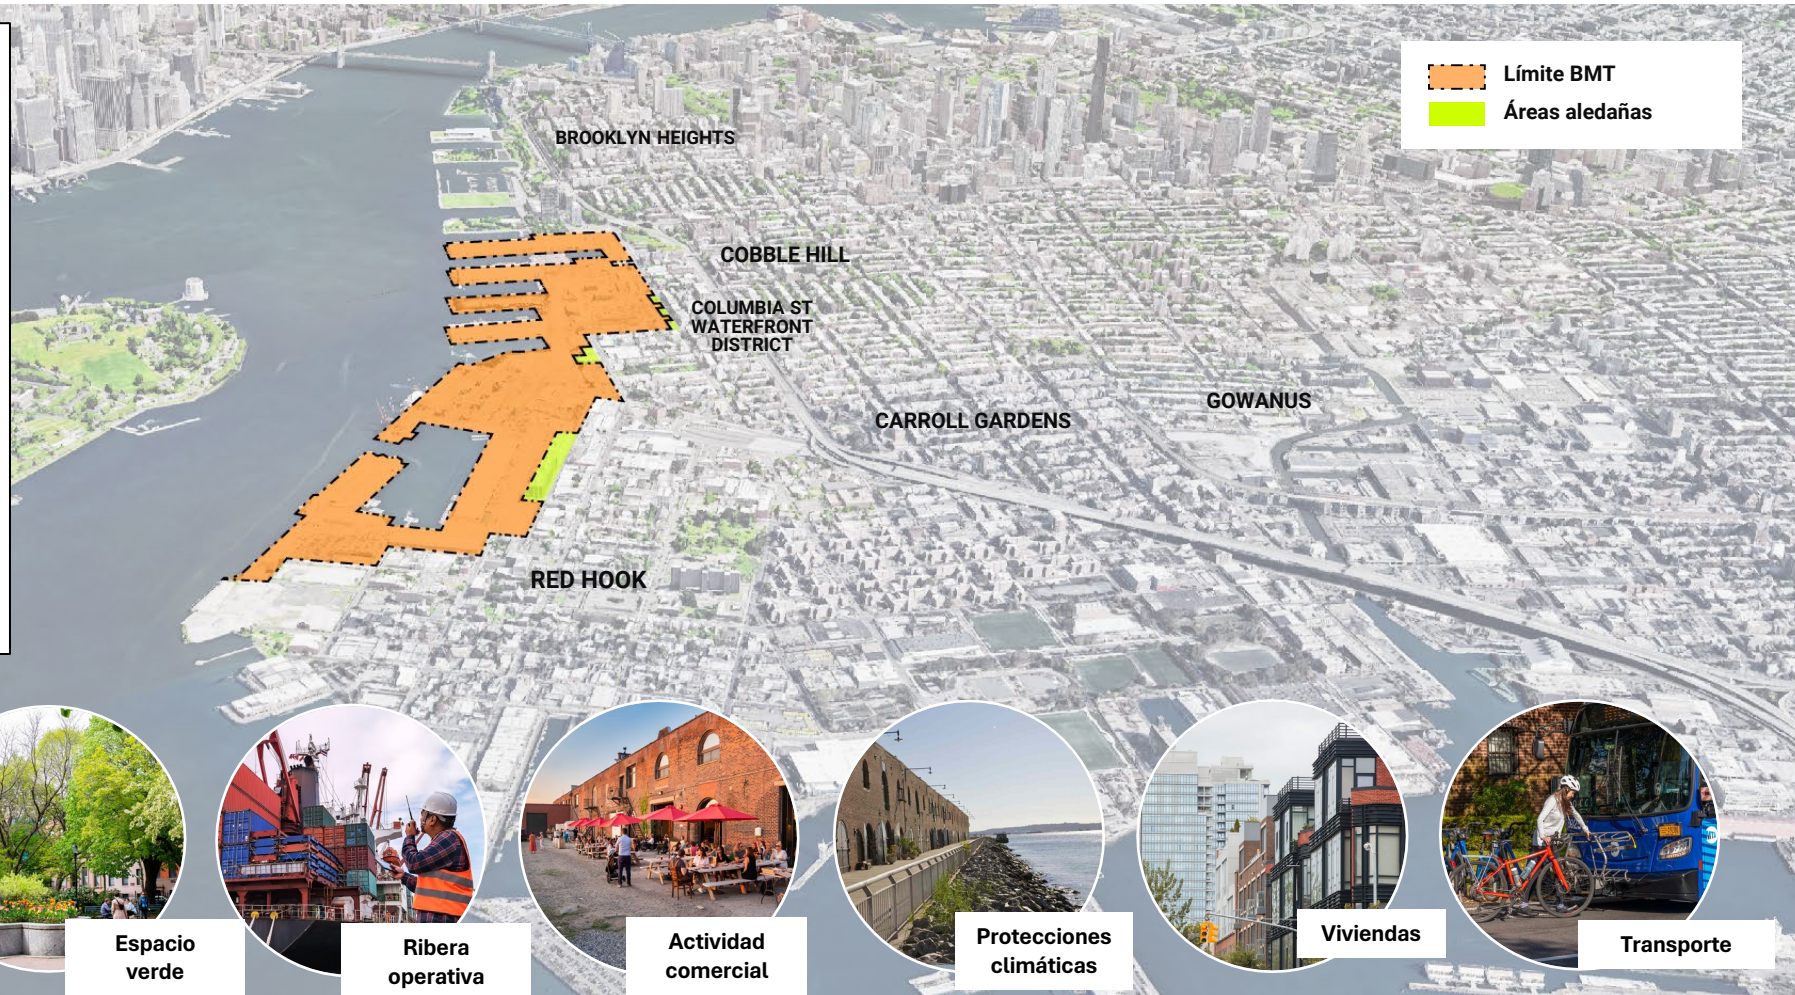 Límite BMT
Áreas aledañas
BROOKLYN HEIGHTS
COBBLE HILL
COLUMBIA ST
WATERFRONT
DISTRICT
GOWANUS
CARROLL GARDENS
RED HOOK
Espacio
verde
Ribera
operativa
Actividad
comercial
Protecciones
climáticas
Viviendas
Transporte